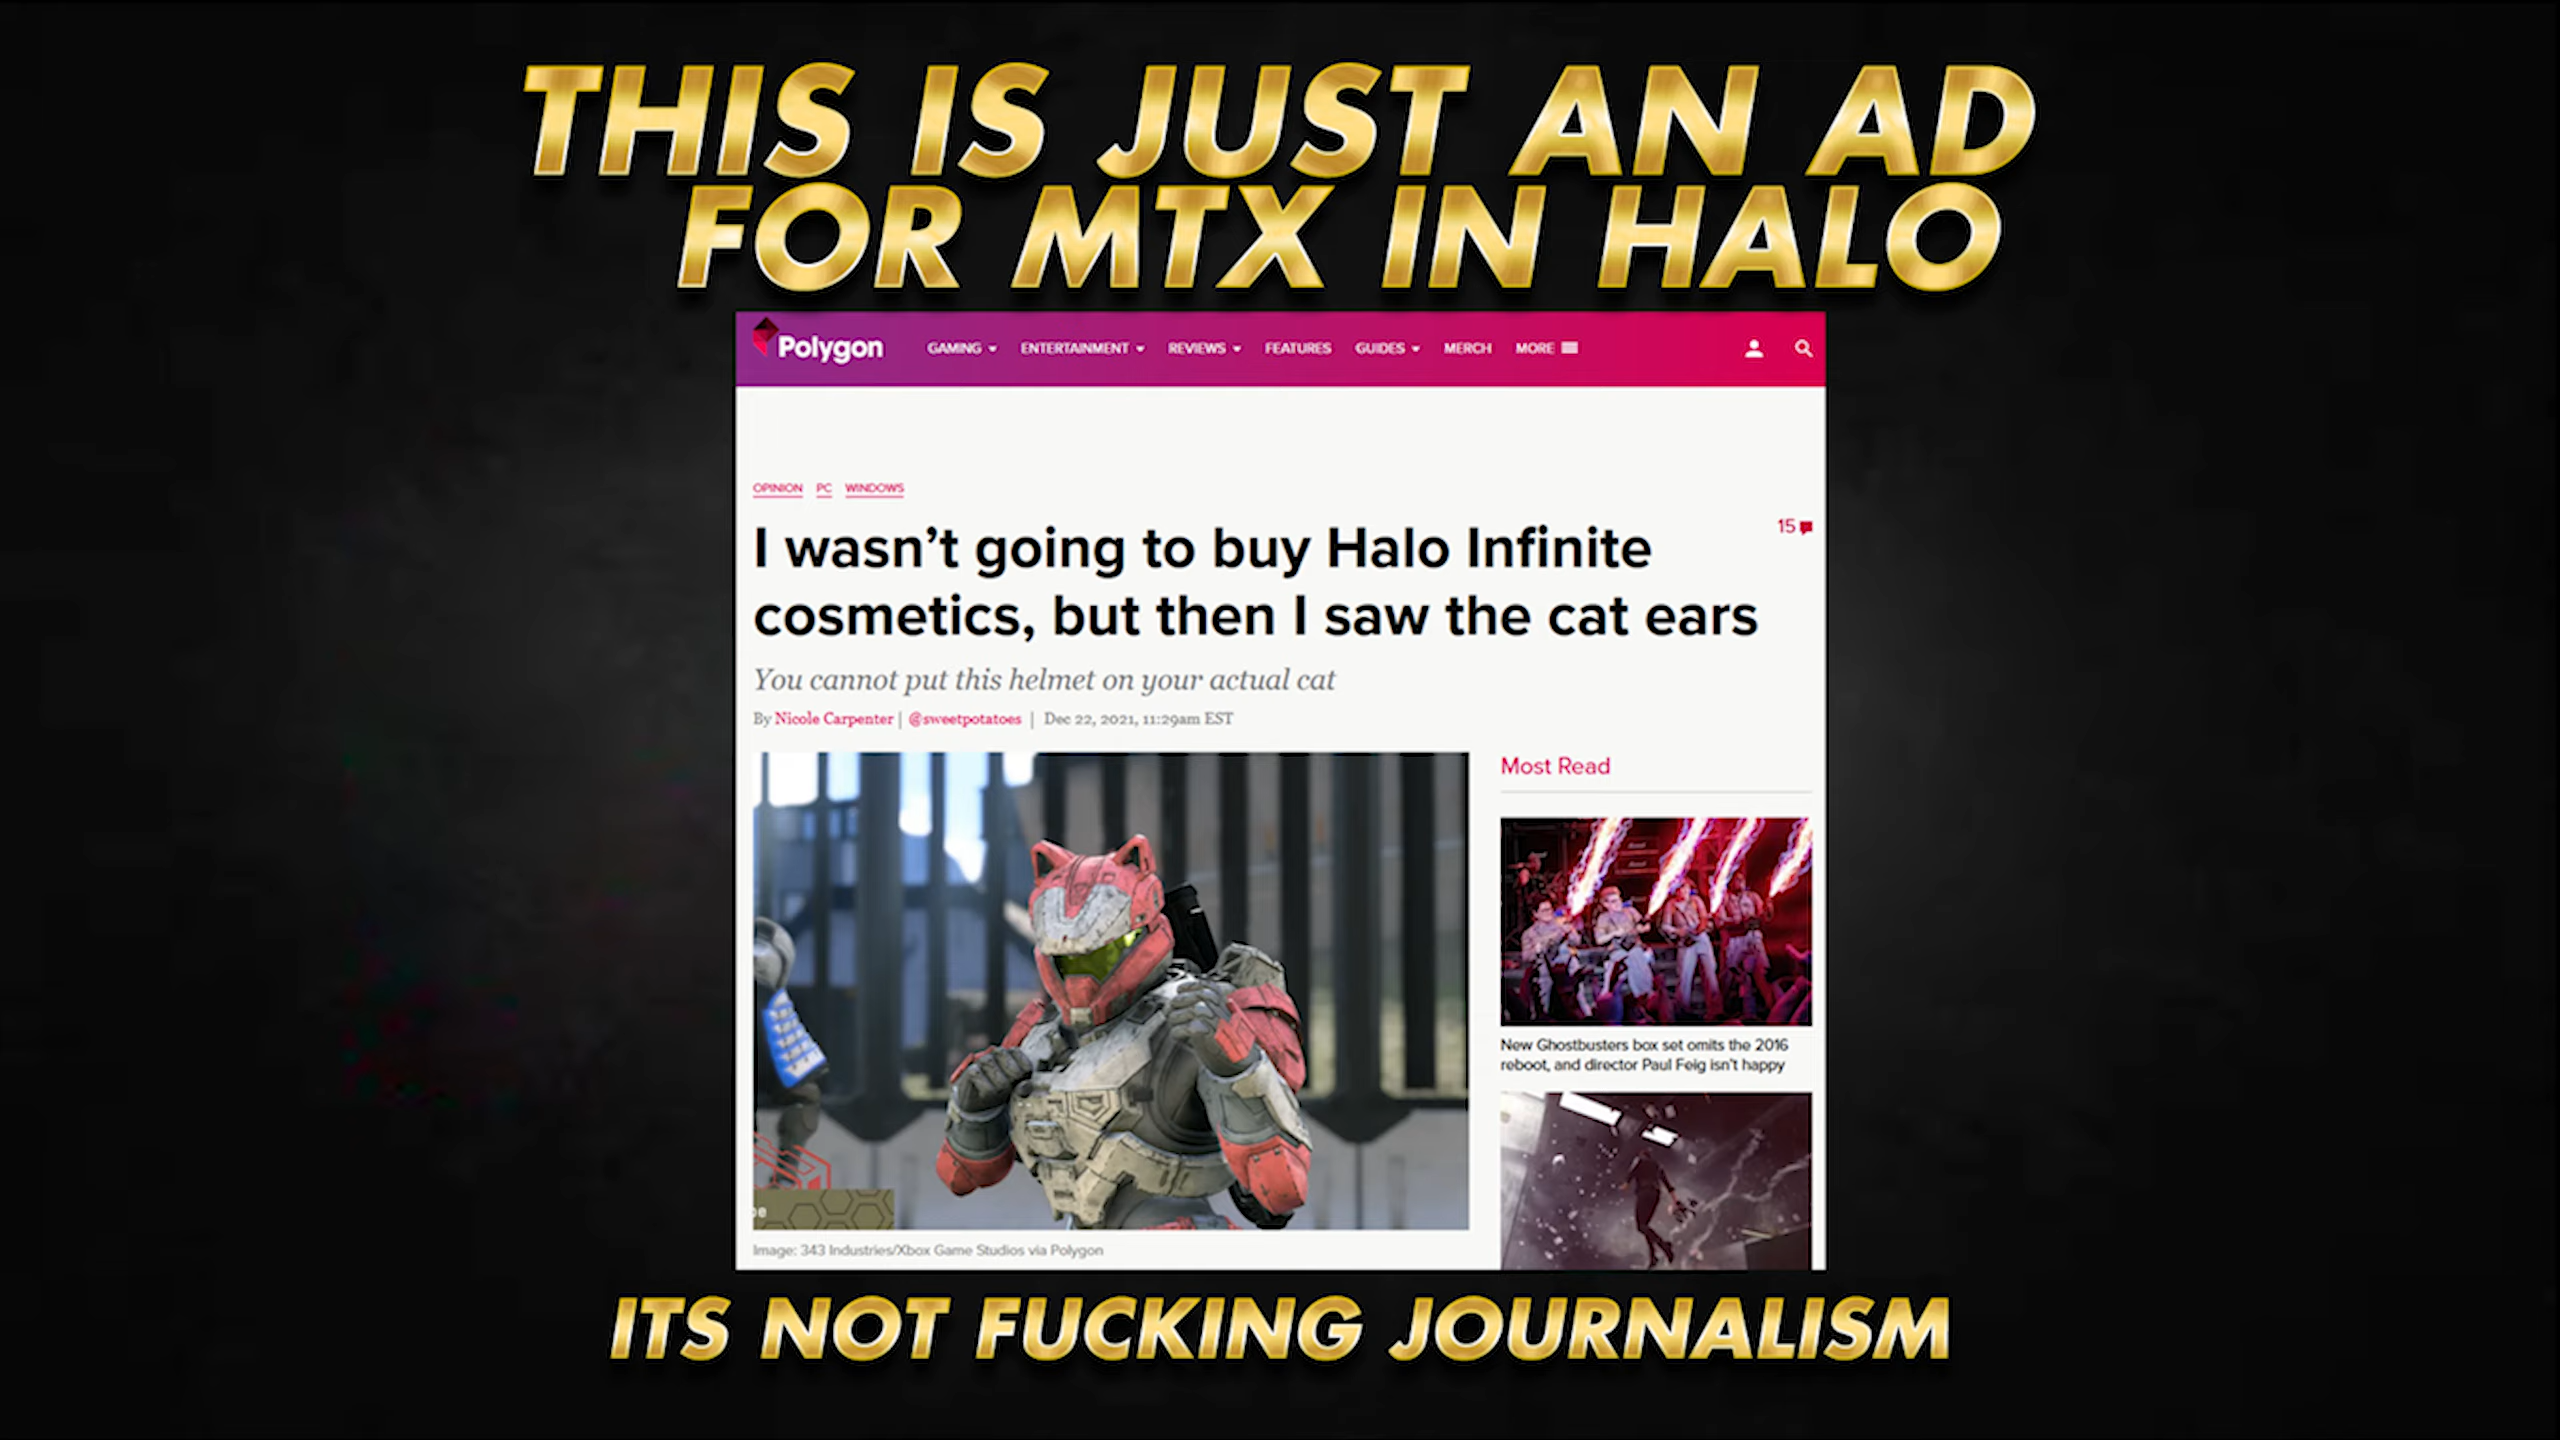 THIS IS JUST AN AD
FOR MTX IN HALO
Polygon GAMING ENTERTAINMENT REVIEWS FEATURES GUIDES MERCH MORE
OPINION PC WINDOWS
15
I wasn't going to buy Halo Infinite
cosmetics, but then I saw the cat ears
You cannot put this helmet on your actual cat
By Nicole Carpenter | @sweetpotatoes | Dec 22, 2021, 11:29am EST
Most Read
New Ghostbusters box set omits the 2016
reboot, and director Paul Feig isn't happy
Image: 343 Industries/Xbox Game Studios via Polygon
ITS NOT FUCKING JOURNALISM